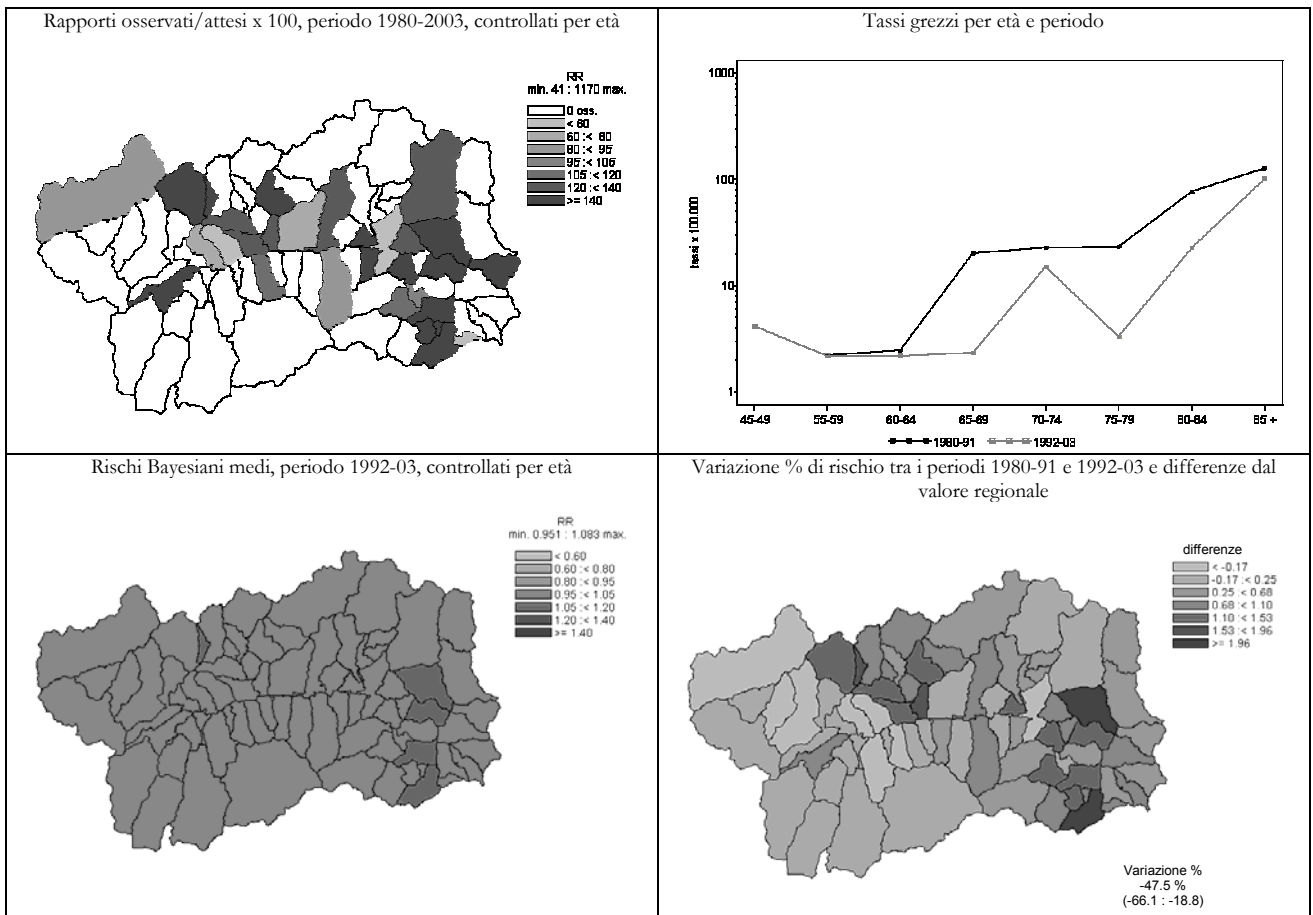 Rapporti osservati/attesi x 100, periodo 1980-2003, controllati per età
RR
min. 41 : 1170 max.
0 oss.
< 60
60 :< 80
80 :< 95
95 :< 105
105 :< 120
120 :< 140
>= 140
Tassi grezzi per età e periodo
1000
100
10
1
tassi x 100.000
45-49
55-59
60-64
65-69
70-74
75-79
80-84
85 +
1980-91
1992-03
Rischi Bayesiani medi, periodo 1992-03, controllati per età
RR
min. 0.951 : 1.083 max.
< 0.60
0.60 :< 0.80
0.80 :< 0.95
0.95 :< 1.05
1.05 :< 1.20
1.20 :< 1.40
>= 1.40
Variazione % di rischio tra i periodi 1980-91 e 1992-03 e differenze dal
valore regionale
differenze
< -0.17
-0.17 :< 0.25
0.25 :< 0.68
0.68 :< 1.10
1.10 :< 1.53
1.53 :< 1.96
>= 1.96
Variazione %
-47.5 %
(-66.1 : -18.8)